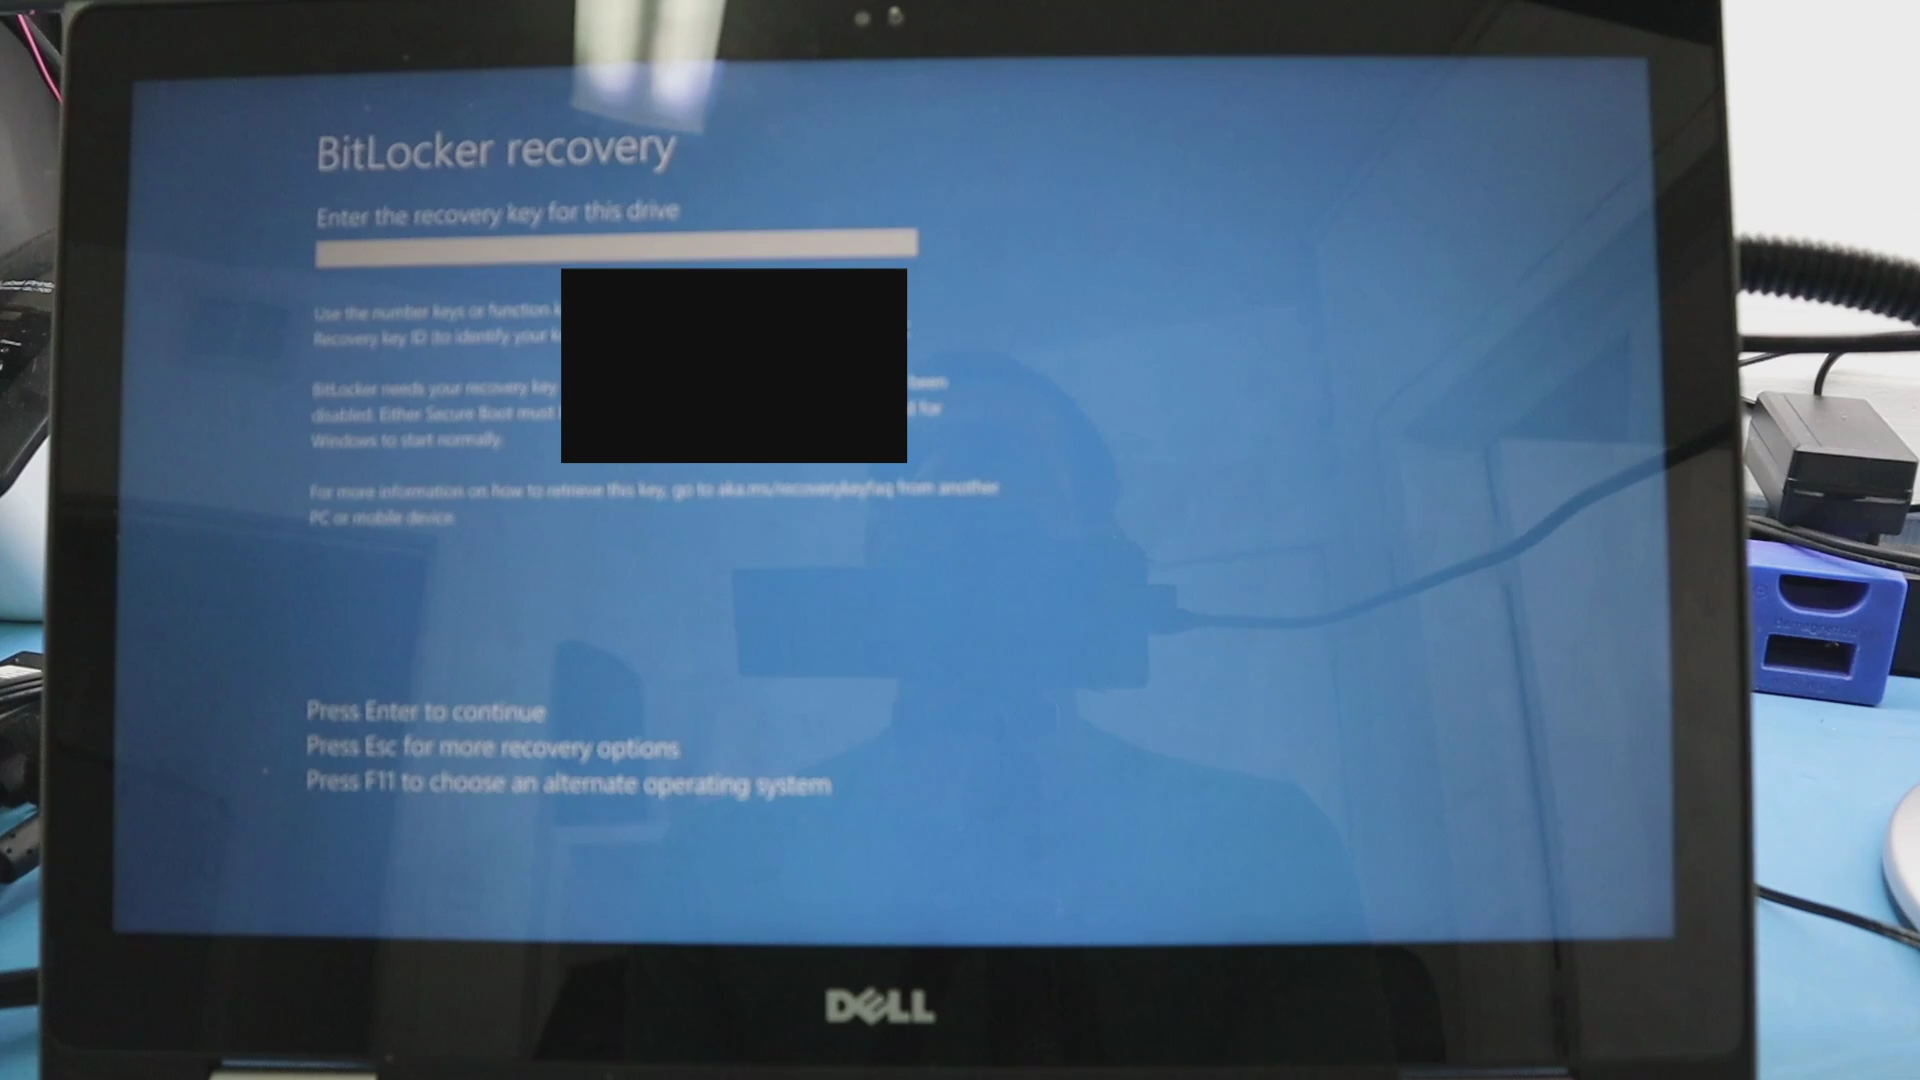 BitLocker recovery
Enter the recovery key for this drive
Use the number keys or function
Recovery key ID (to identify your
BitLocker needs your recovery key been
disabled. Either Secure Boot must for
Windows to start normally.
For more information on how to retrieve this key, go to aka.ms/recoverykeyfaq from another
PC or mobile device.
Press Enter to continue
Press Esc for more recovery options
Press F11 to choose an alternate operating system
DELL